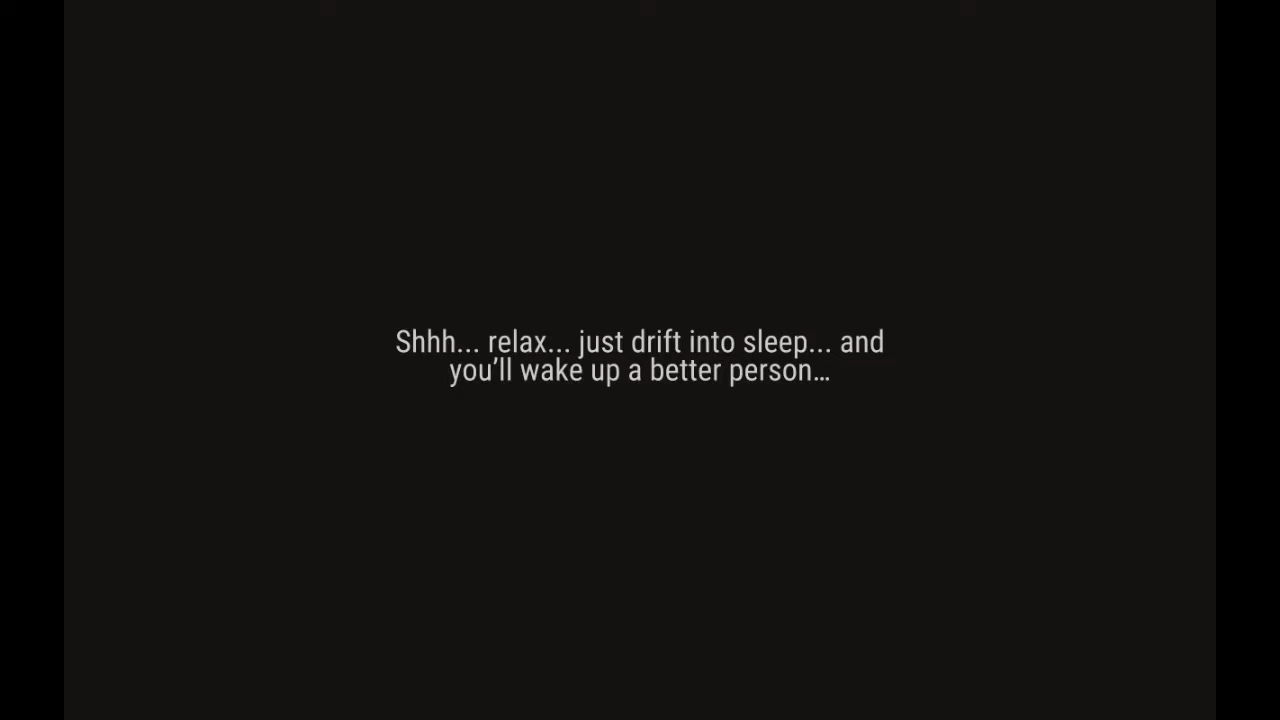 Shhh... relax... just drift into sleep... and
you’ll wake up a better person…